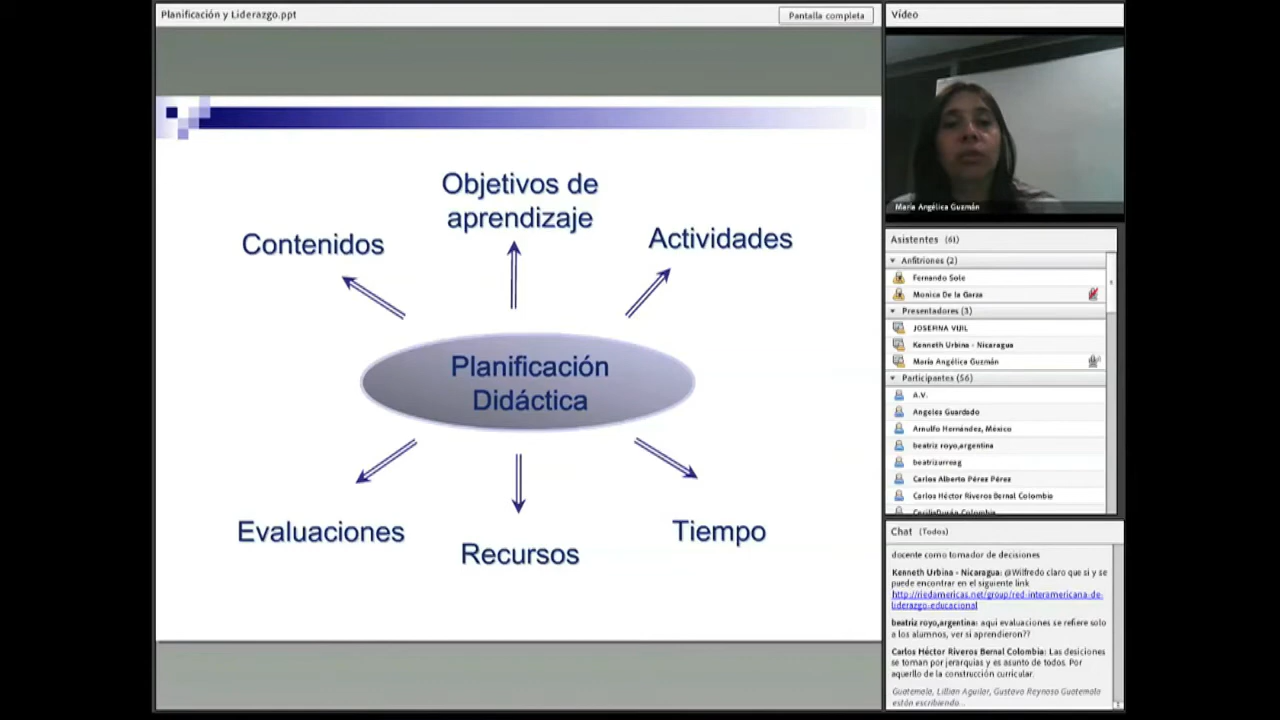 Planificación y Liderazgo.ppt
Pantalla completa
Objetivos de
aprendizaje
Contenidos
Actividades
Planificación
Didáctica
Evaluaciones
Recursos
Tiempo
Vídeo
María Angélica Guzmán
Asistentes (61)
Anfitriones (2)
Fernando Sole
Monica De la Garza
Presentadores (3)
JOSEFINA VIJIL
Kenneth Urbina - Nicaragua
María Angélica Guzmán
Participantes (56)
A.V.
Angeles Guardado
Arnulfo Hernández, México
beatriz royo,argentina
beatrizurreag
Carlos Alberto Pérez Pérez
Carlos Héctor Riveros Bernal Colombia
CeciliaDurán Colombia
Chat (Todos)
docente como tomador de decisiones
Kenneth Urbina - Nicaragua: @Wilfredo claro que si y se
puede encontrar en el siguiente link
http://riedamericas.net/group/red-interamericana-de-
liderazgo-educacional
beatriz royo,argentina: aqui evaluaciones se refiere solo
a los alumnos, ver si aprendieron??
Carlos Héctor Riveros Bernal Colombia: Las desiciones
se toman por jerarquías y es asunto de todos. Por
aquerllo de la construcción curricular.
Guatemala, Lillian Aguilar, Gustavo Reynoso Guatemala
están escribiendo...